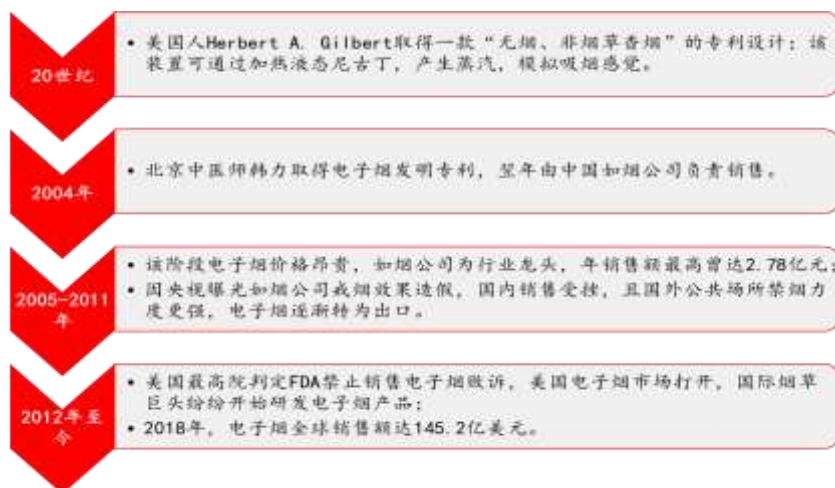 20世纪
• 美国人Herbert A. Gilbert取得一款“无烟、非烟草香烟”的专利设计；该
装置可通过加热液态尼古丁，产生蒸汽，模拟吸烟感觉。
2004年
• 北京中医师韩力取得电子烟发明专利，翌年由中国如烟公司负责销售。
2005-2011
年
• 该阶段电子烟价格昂贵，如烟公司为行业龙头，年销售额最高曾达2.78亿元；
• 因央视曝光如烟公司戒烟效果造假，国内销售受挫，且国外公共场所禁烟力
度更强，电子烟逐渐转为出口。
2012年至
今
• 美国最高院判定FDA禁止销售电子烟败诉，美国电子烟市场打开，国际烟草
巨头纷纷开始研发电子烟产品；
• 2018年，电子烟全球销售额达145.2亿美元。